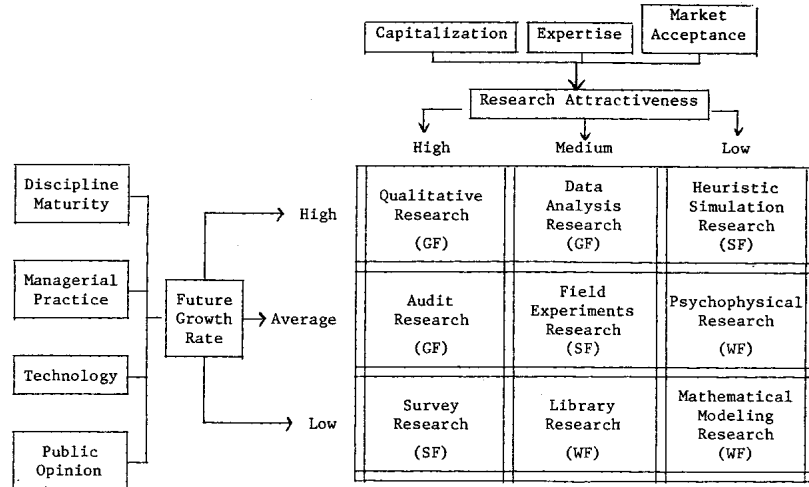 Market
Acceptance
Capitalization
Expertise
Research Attractiveness
High
Medium
Low
Discipline
Maturity
Managerial
Practice
Technology
Public
Opinion
Future
Growth
Rate
High
Average
Low
Qualitative
Research
(GF)
Data
Analysis
Research
(GF)
Heuristic
Simulation
Research
(SF)
Audit
Research
(GF)
Field
Experiments
Research
(SF)
Psychophysical
Research
(WF)
Survey
Research
(SF)
Library
Research
(WF)
Mathematical
Modeling
Research
(WF)